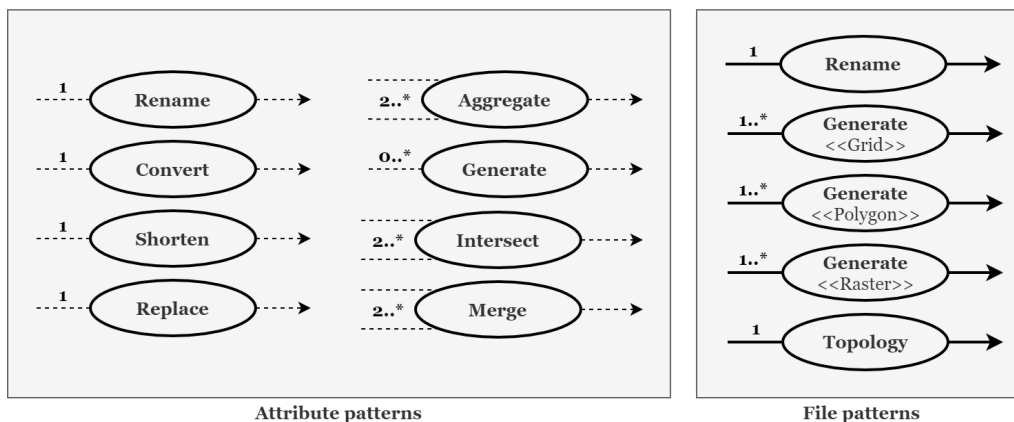 1
Rename
2..*
Aggregate
1
Convert
0..*
Generate
1
Shorten
2..*
Intersect
1
Replace
2..*
Merge
Attribute patterns
1
Rename
1..*
Generate
<<Grid>>
1..*
Generate
<<Polygon>>
1..*
Generate
<<Raster>>
1
Topology
File patterns